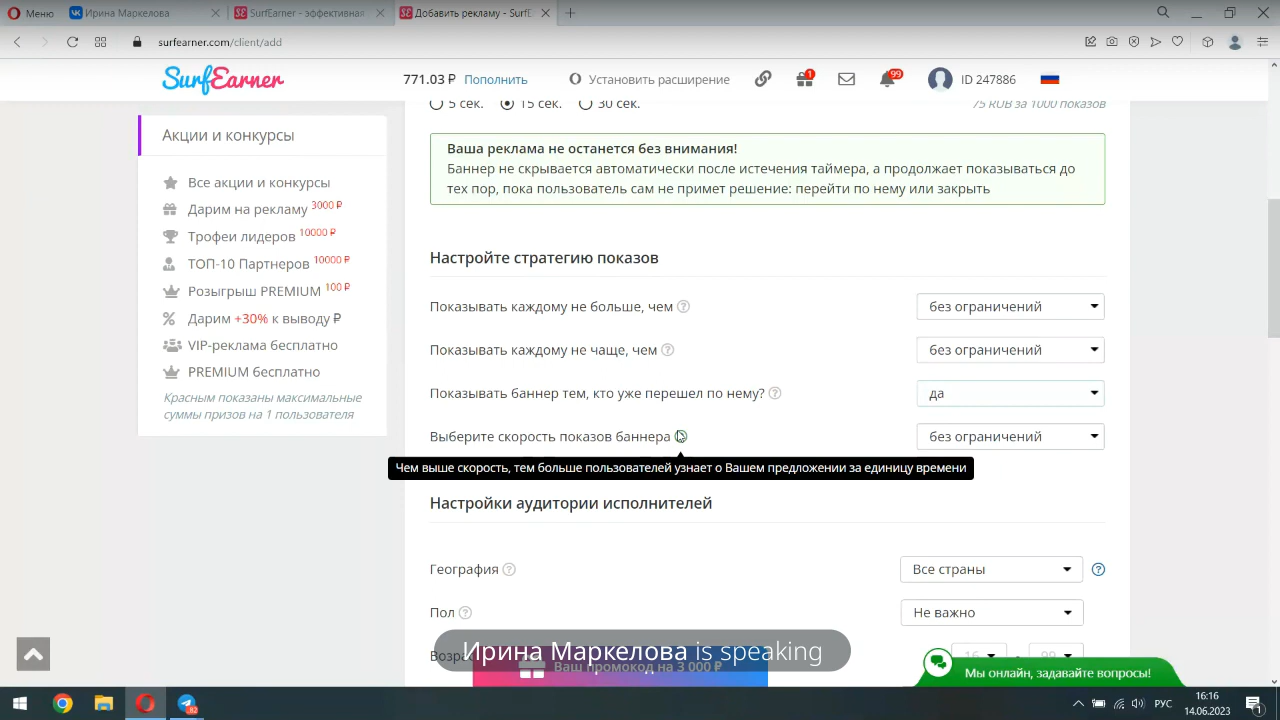 Меню
Ирина Маркелова
SurfEarner - эффективная
Добавить рекламу - SurfE
surfearner.com/client/add
SurfEarner
771.03 ₽ Пополнить
Установить расширение
1
99
ID 247886
5 сек. 15 сек. 30 сек.
75 RUB за 1000 показов
Акции и конкурсы
Все акции и конкурсы
Дарим на рекламу 3000 ₽
Трофеи лидеров 10000 ₽
ТОП-10 Партнеров 10000 ₽
Розыгрыш PREMIUM 100 ₽
Дарим +30% к выводу ₽
VIP-реклама бесплатно
PREMIUM бесплатно
Красным показаны максимальные
суммы призов на 1 пользователя
Ваша реклама не останется без внимания!
Баннер не скрывается автоматически после истечения таймера, а продолжает показываться до
тех пор, пока пользователь сам не примет решение: перейти по нему или закрыть
Настройте стратегию показов
Показывать каждому не больше, чем ? без ограничений
Показывать каждому не чаще, чем ? без ограничений
Показывать баннер тем, кто уже перешел по нему? ? да
Выберите скорость показов баннера без ограничений
Чем выше скорость, тем больше пользователей узнает о Вашем предложении за единицу времени
Настройки аудитории исполнителей
География ? Все страны ?
Пол ? Не важно
16 - 99
Ирина Маркелова is speaking
Ваш промокод на 3 000 ₽
Мы онлайн, задавайте вопросы!
82
РУС
16:16
14.06.2023
1